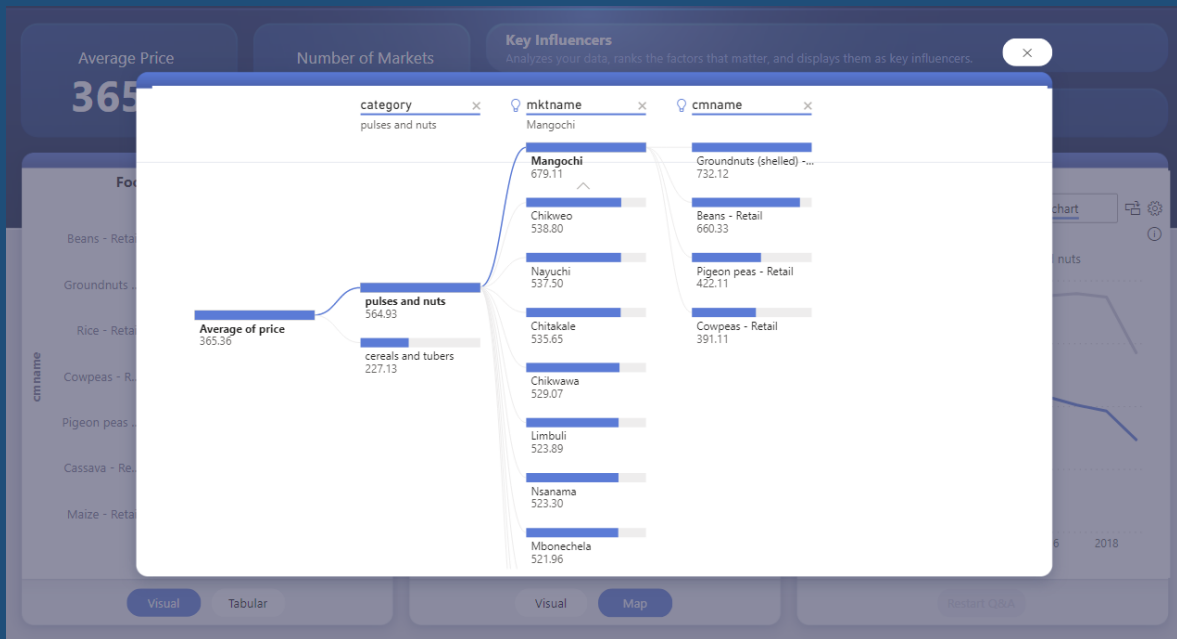 Average Price
365
Number of Markets
Key Influencers
Analyzes your data, ranks the factors that matter, and displays them as key influencers.
category
pulses and nuts
mktname
Mangochi
cmname
Average of price
365.36
pulses and nuts
564.93
cereals and tubers
227.13
Mangochi
679.11
Chikweo
538.80
Nayuchi
537.50
Chitakale
535.65
Chikwawa
529.07
Limbuli
523.89
Nsanama
523.30
Mbonechela
521.96
Groundnuts (shelled) -...
732.12
Beans - Retail
660.33
Pigeon peas - Retail
422.11
Cowpeas - Retail
391.11
Foo
cmname
Beans - Retai
Groundnuts ..
Rice - Retai
Cowpeas - R..
Pigeon peas ..
Cassava - Re..
Maize - Retai
chart
nuts
6
2018
Visual
Tabular
Visual
Map
Restart Q&A